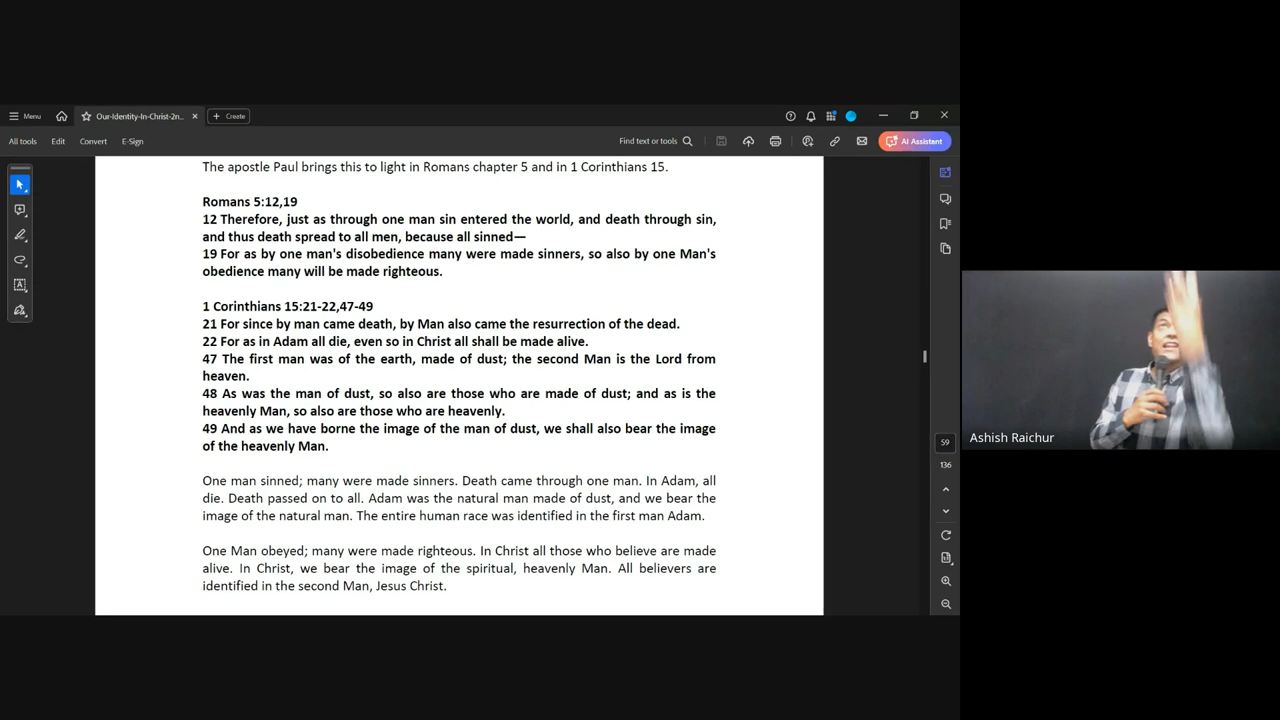 Menu
Our-Identity-In-Christ-2n...
Create
All tools
Edit
Convert
E-Sign
Find text or tools
AI Assistant
The apostle Paul brings this to light in Romans chapter 5 and in 1 Corinthians 15.
Romans 5:12,19
12 Therefore, just as through one man sin entered the world, and death through sin,
and thus death spread to all men, because all sinned—
19 For as by one man's disobedience many were made sinners, so also by one Man's
obedience many will be made righteous.
1 Corinthians 15:21-22,47-49
21 For since by man came death, by Man also came the resurrection of the dead.
22 For as in Adam all die, even so in Christ all shall be made alive.
47 The first man was of the earth, made of dust; the second Man is the Lord from
heaven.
48 As was the man of dust, so also are those who are made of dust; and as is the
heavenly Man, so also are those who are heavenly.
49 And as we have borne the image of the man of dust, we shall also bear the image
of the heavenly Man.
One man sinned; many were made sinners. Death came through one man. In Adam, all
die. Death passed on to all. Adam was the natural man made of dust, and we bear the
image of the natural man. The entire human race was identified in the first man Adam.
One Man obeyed; many were made righteous. In Christ all those who believe are made
alive. In Christ, we bear the image of the spiritual, heavenly Man. All believers are
identified in the second Man, Jesus Christ.
59
136
Ashish Raichur